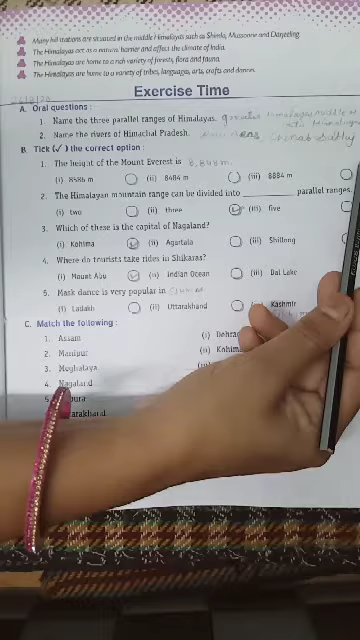 Many hill stations are situated in the middle Himalayas such as Shimla, Mussoorie and Darjeeling
The Himalayas act as a natural barrier and affect the climate of India.
The Himalayas are home to a rich variety of forests, flora and fauna.
The Himalayas are home to a variety of tribes, languages, arts, crafts and dances.
Exercise Time
A. Oral questions :
1. Name the three parallel ranges of Himalayas.
2. Name the rivers of Himachal Pradesh. Chenab
B. Tick (✓) the correct option:
1. The height of the Mount Everest is 8,848 m.
(i) 8586 m (ii) 8484 m (iii) 8884 m
2. The Himalayan mountain range can be divided into ________ parallel ranges
(i) two (ii) three (iii) five
3. Which of these is the capital of Nagaland?
(i) Kohima (ii) Agartala (iii) Shillong
4. Where do tourists take rides in Shikaras?
(i) Mount Abu (ii) Indian Ocean (iii) Dal Lake
5. Mask dance is very popular in
(i) Ladakh (ii) Uttarakhand Kashmir
C. Match the following :
1. Assam (i) Dehra
2. Manipur (ii) Kohima
3. Meghalaya
4. Nagaland
5. pura
arakhand